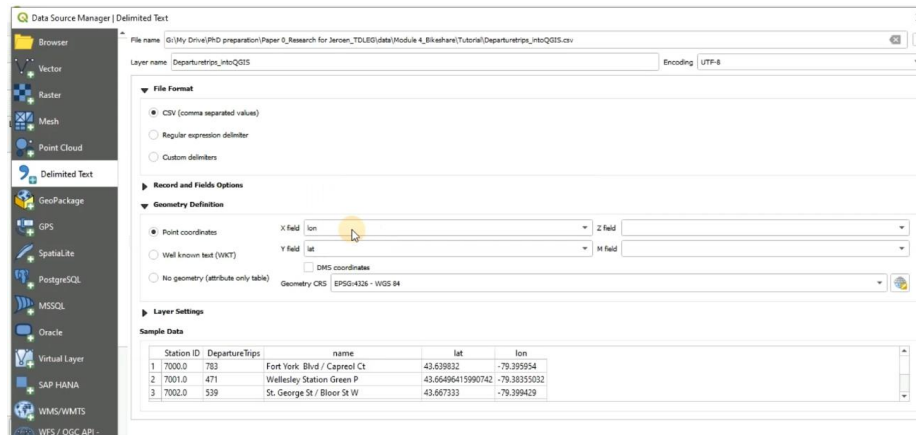 Data Source Manager | Delimited Text
Browser
Vector
Raster
Mesh
Point Cloud
Delimited Text
GeoPackage
GPS
SpatiaLite
PostgreSQL
MSSQL
Oracle
Virtual Layer
SAP HANA
WMS/WMTS
WFS / OGC API -
File name G:\My Drive\PhD preparation\Paper 0_Research for Jeroen_TDLEG\data\Module 4_Bikeshare\Tutorial\Departuretrips_intoQGIS.csv
Layer name Departuretrips_intoQGIS Encoding UTF-8
File Format
CSV (comma separated values)
Regular expression delimiter
Custom delimiters
Record and Fields Options
Geometry Definition
Point coordinates X field lon Z field
Well known text (WKT) Y field lat M field
DMS coordinates
No geometry (attribute only table) Geometry CRS EPSG:4326 - WGS 84
Layer Settings
Sample Data
Station ID DepartureTrips name lat lon
1 7000.0 783 Fort York Blvd / Capreol Ct 43.639832 -79.395954
2 7001.0 471 Wellesley Station Green P 43.66496415990742 -79.38355032
3 7002.0 539 St. George St / Bloor St W 43.667333 -79.399429